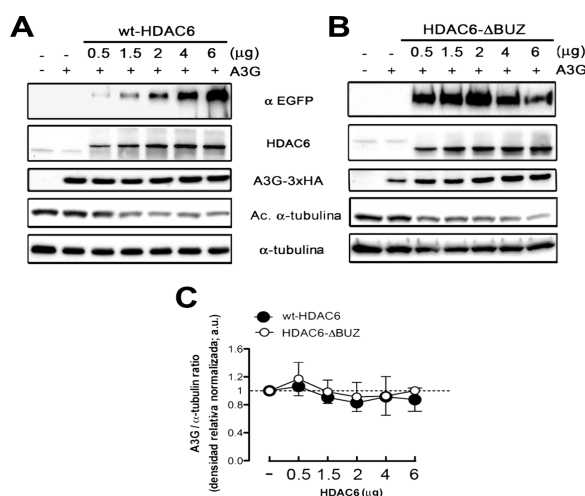 A
wt-HDAC6
0.5 1.5 2 4 6 (μg)
- + + + + + + A3G
α EGFP
HDAC6
A3G-3xHA
Ac. α-tubulina
α-tubulina
B
HDAC6-ΔBUZ
0.5 1.5 2 4 6 (μg)
- - + + + + + A3G
C
wt-HDAC6
HDAC6-ΔBUZ
A3G / α-tubulin ratio
(densidad relativa normalizada; a.u.)
1.6
1.2
1
0.8
0.4
0.0
- 0.5 1.5 2 4 6
HDAC6 (μg)